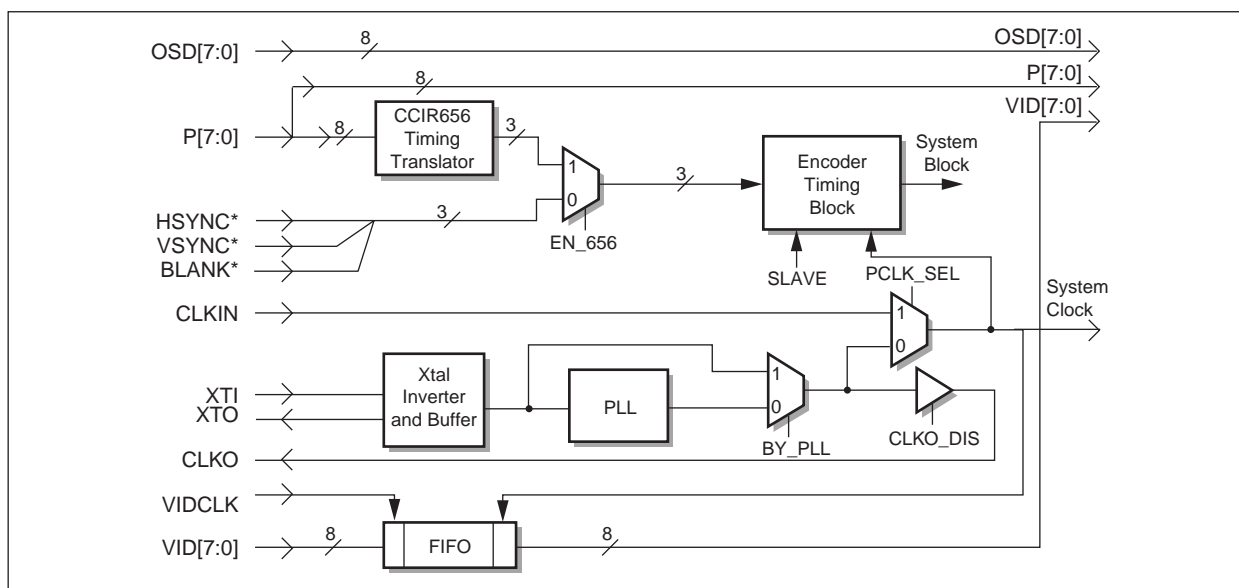 OSD[7:0]
8
OSD[7:0]
8
P[7:0]
VID[7:0]
P[7:0]
8
CCIR656
Timing
Translator
3
1
0
EN_656
3
Encoder
Timing
Block
System
Block
HSYNC*
3
VSYNC*
BLANK*
SLAVE
PCLK_SEL
CLKIN
1
0
System
Clock
XTI
XTO
Xtal
Inverter
and Buffer
PLL
1
0
BY_PLL
CLKO_DIS
CLKO
VIDCLK
VID[7:0]
8
FIFO
8